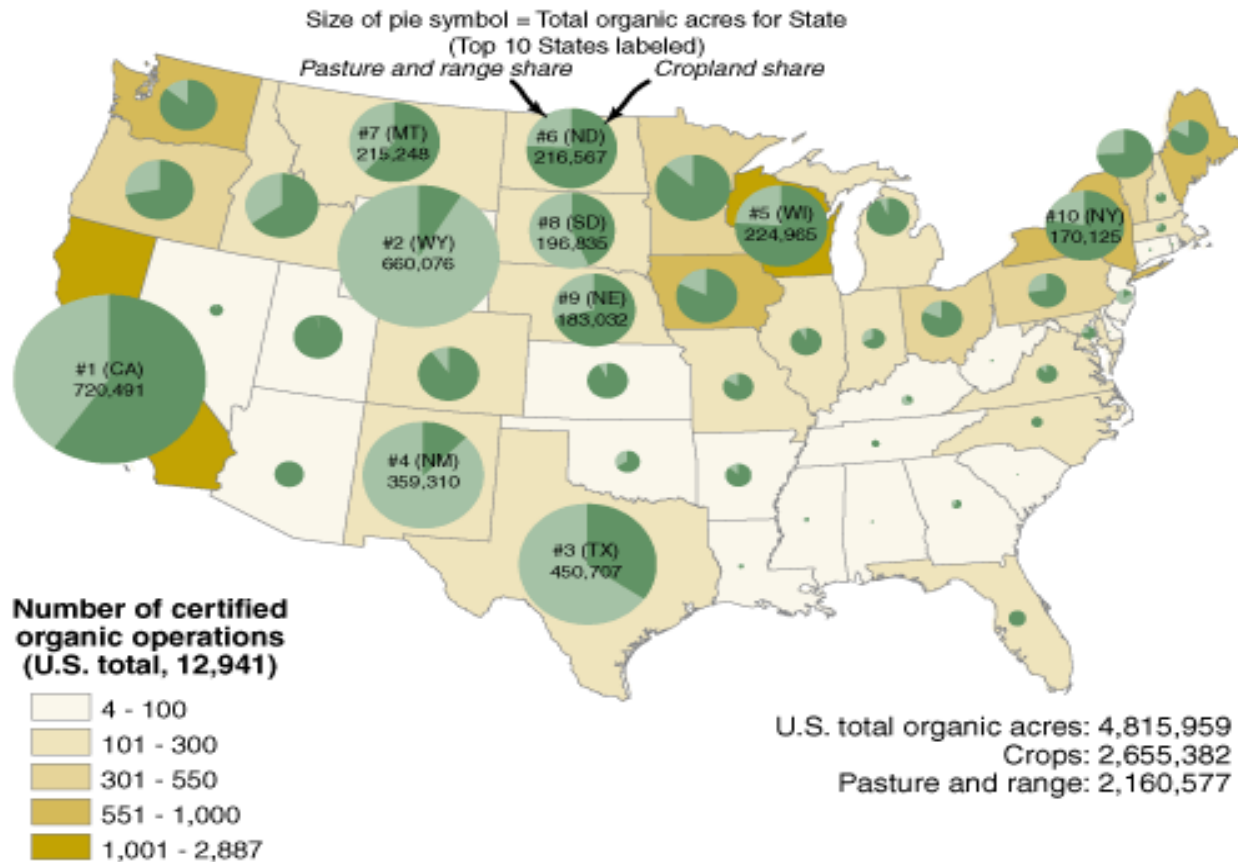 Size of pie symbol = Total organic acres for State
(Top 10 States labeled)
Pasture and range share
Cropland share
#7 (MT)
215,248
#6 (ND)
216,567
#2 (WY)
660,076
#8 (SD)
196,835
#5 (WI)
224,965
#10 (NY)
170,125
#9 (NE)
183,032
#1 (CA)
720,491
#4 (NM)
359,310
#3 (TX)
450,707
Number of certified
organic operations
(U.S. total, 12,941)
4 - 100
101 - 300
301 - 550
551 - 1,000
1,001 - 2,887
U.S. total organic acres: 4,815,959
Crops: 2,655,382
Pasture and range: 2,160,577